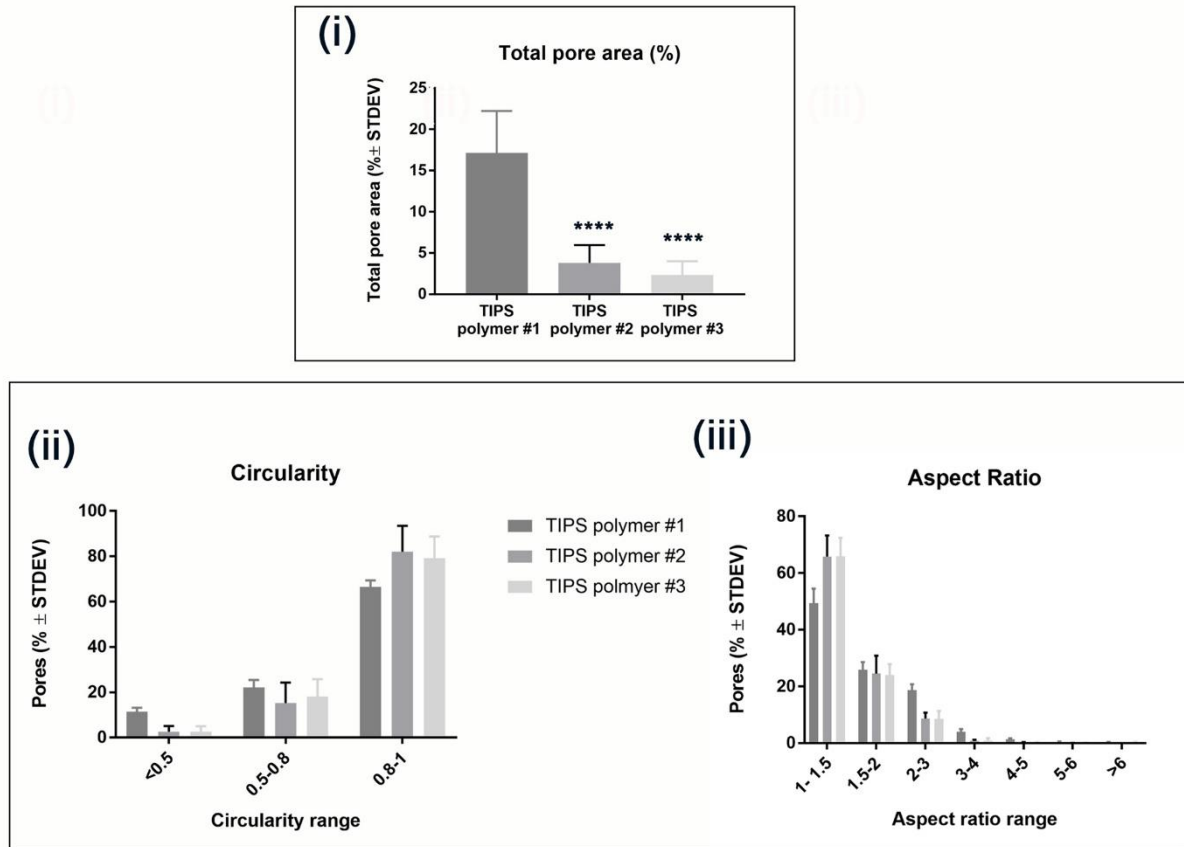 (i)
Total pore area (%)
(i)
(ii)
(iii)
Total pore area (%± STDEV)
25
20
15
10
5
0
****
****
TIPS
polymer #1
TIPS
polymer #2
TIPS
polymer #3
(ii)
Circularity
Pores (% ± STDEV)
100
80
60
40
20
0
<0.5
0.5-0.8
0.8-1
Circularity range
TIPS polymer #1
TIPS polymer #2
TIPS polmyer #3
(iii)
Aspect Ratio
Pores (% ± STDEV)
80
60
40
20
0
1- 1.5
1.5-2
2-3
3-4
4-5
5-6
>6
Aspect ratio range